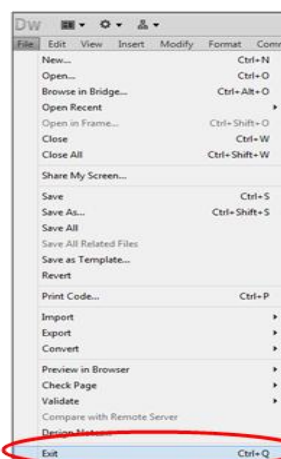 Dw
File Edit View Insert Modify Format Com
New... Ctrl+N
Open... Ctrl+O
Browse in Bridge... Ctrl+Alt+O
Open Recent
Open in Frame... Ctrl+Shift+O
Close Ctrl+W
Close All Ctrl+Shift+W
Share My Screen...
Save Ctrl+S
Save As... Ctrl+Shift+S
Save All
Save All Related Files
Save as Template...
Revert
Print Code... Ctrl+P
Import
Export
Convert
Preview in Browser
Check Page
Validate
Compare with Remote Server
Design Notes...
Exit Ctrl+Q